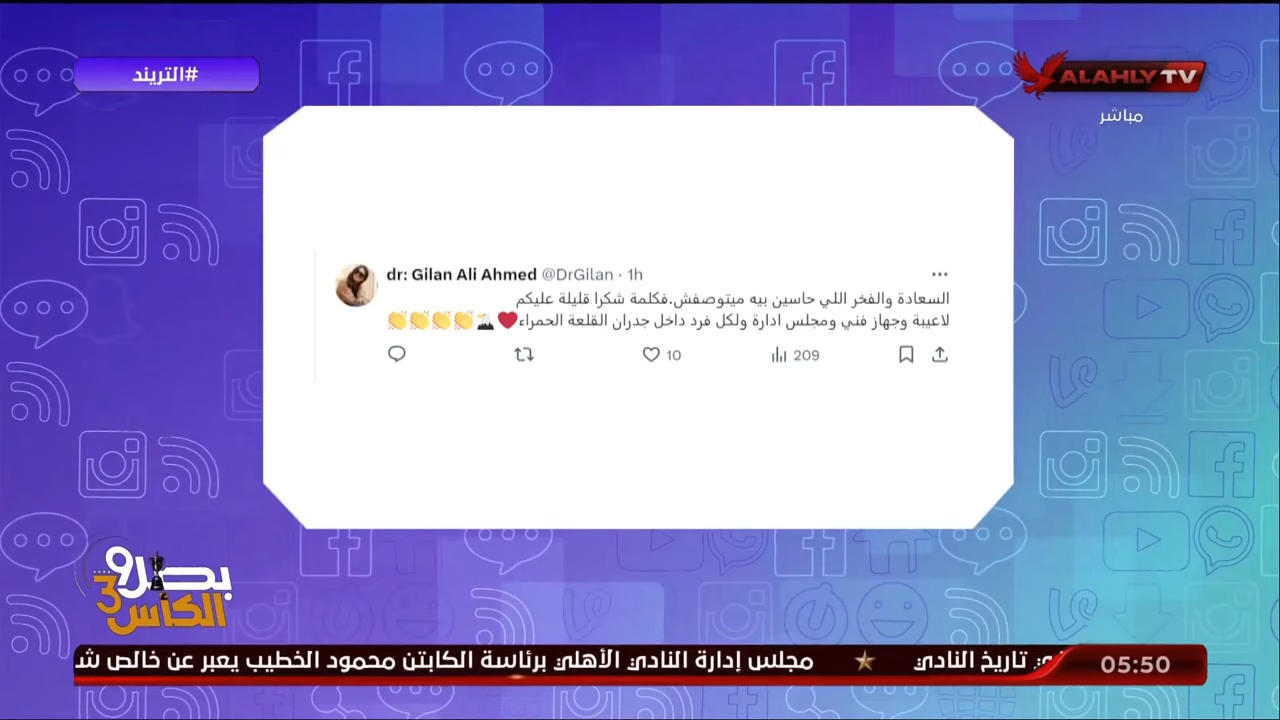 #التريند
ALAHLY TV
مباشر
dr: Gilan Ali Ahmed @DrGilan · 1h
السعادة والفخر اللي حاسين بيه ميتوصفش.فكلمة شكرا قليلة عليكم
لاعيبة وجهاز فني ومجلس ادارة ولكل فرد داخل جدران القلعة الحمراء❤️👏👏👏👏
10
209
الكأس 3
تاريخ النادي ★ مجلس إدارة النادي الأهلي برئاسة الكابتن محمود الخطيب يعبر عن خالص
05:50